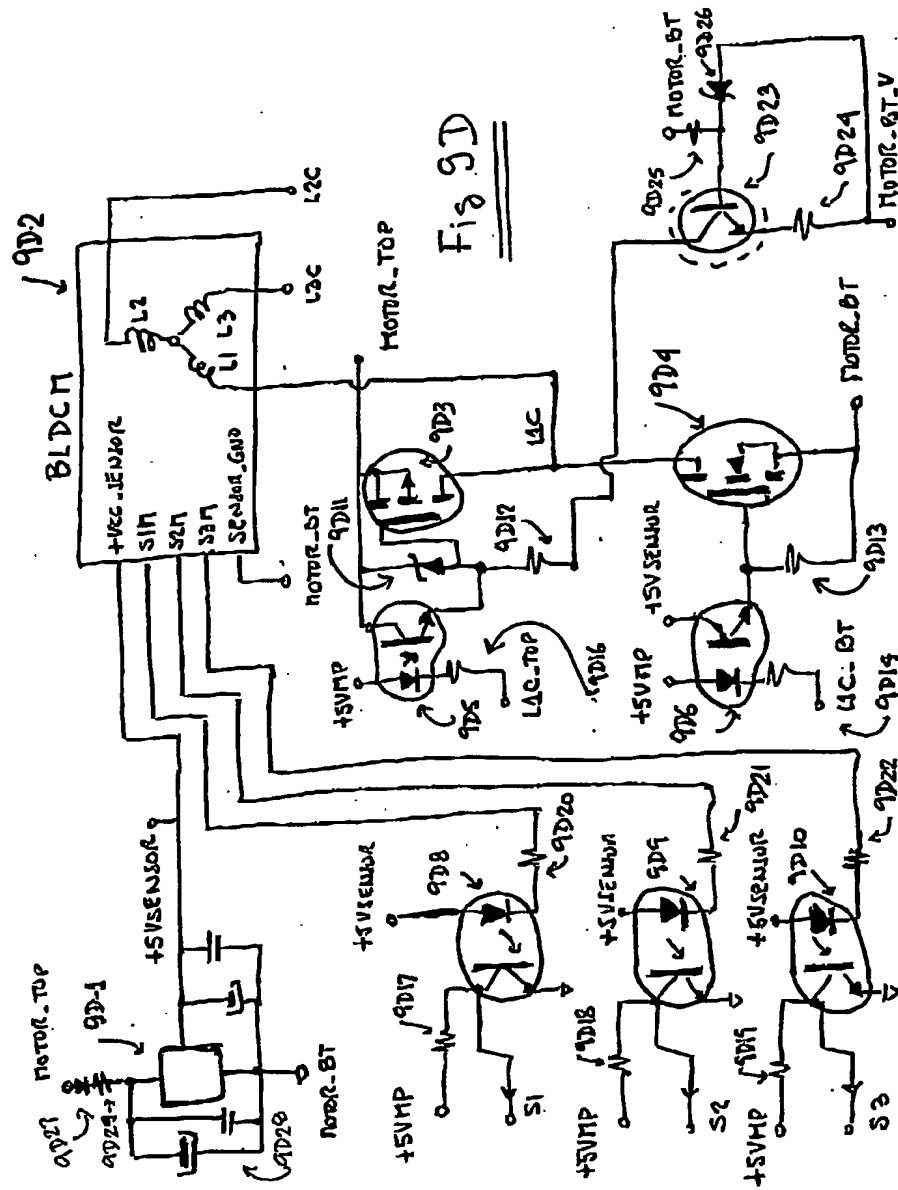 Fig 9D
BLDCM
9D2
+VCC_SENSOR
S1M
S2M
S3M
SENSOR_GND
L2
L3
L1
L2C
L3C
MOTOR_BT
MOTOR_TOP
9D27
9D-1
MOTOR_BT
+5VSENSOR
MOTOR_TOP
9D11
9D3
L1C
9D12
+5VMP
9D5
L1C_TOP
9D16
+5VSENSOR
+5VMP
9D6
L1C_BT
9D14
9D13
9D4
MOTOR_BT
9D25
MOTOR_BT
9D26
9D23
9D24
MOTOR_BT_V
+5VSENSOR
9D8
9D20
9D17
+5VMP
S1
+5VSENSOR
9D9
9D21
9D18
+5VMP
S2
+5VSENSOR
9D10
9D22
9D19
+5VMP
S3